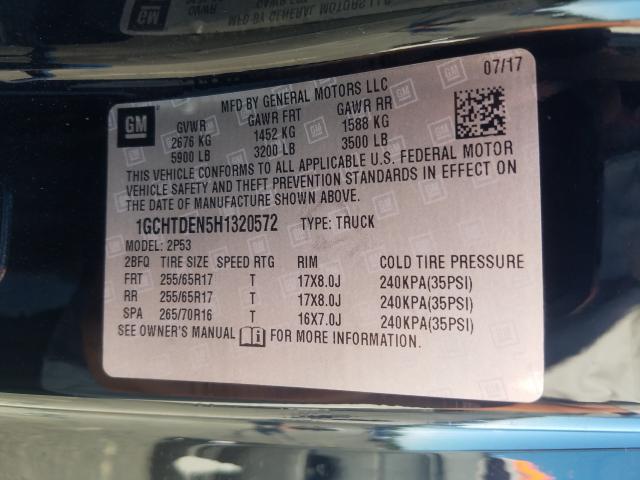 07/17
MFD BY GENERAL MOTORS LLC
GM GVWR GAWR FRT GAWR RR
2676 KG 1452 KG 1588 KG
5900 LB 3200 LB 3500 LB
THIS VEHICLE CONFORMS TO ALL APPLICABLE U.S. FEDERAL MOTOR
VEHICLE SAFETY AND THEFT PREVENTION STANDARDS IN EFFECT ON
THE DATE OF MANUFACTURE SHOWN ABOVE.
1GCHTDEN5H1320572 TYPE: TRUCK
MODEL: 2P53
2BFQ TIRE SIZE SPEED RTG RIM COLD TIRE PRESSURE
FRT 255/65R17 T 17X8.0J 240KPA(35PSI)
RR 255/65R17 T 17X8.0J 240KPA(35PSI)
SPA 265/70R16 T 16X7.0J 240KPA(35PSI)
SEE OWNER'S MANUAL FOR MORE INFORMATION.